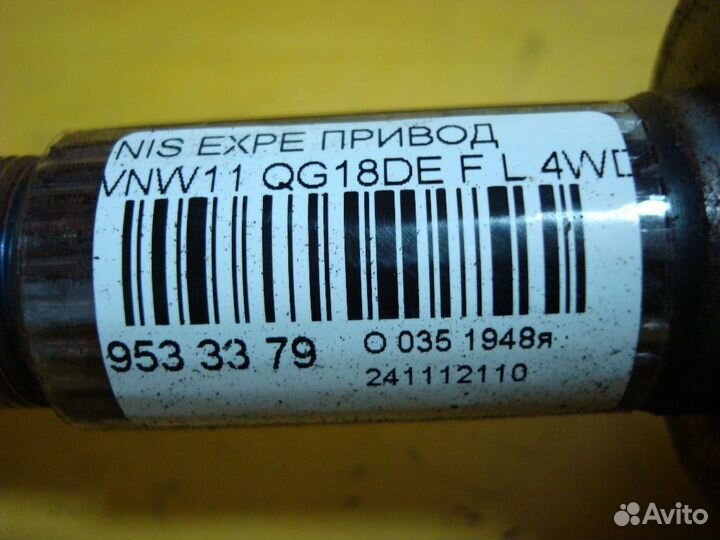 NIS EXPE ПРИВОД
VNW11 QG18DE F L 4WD
953 33 79
O 035 1948я
241112110
Avito